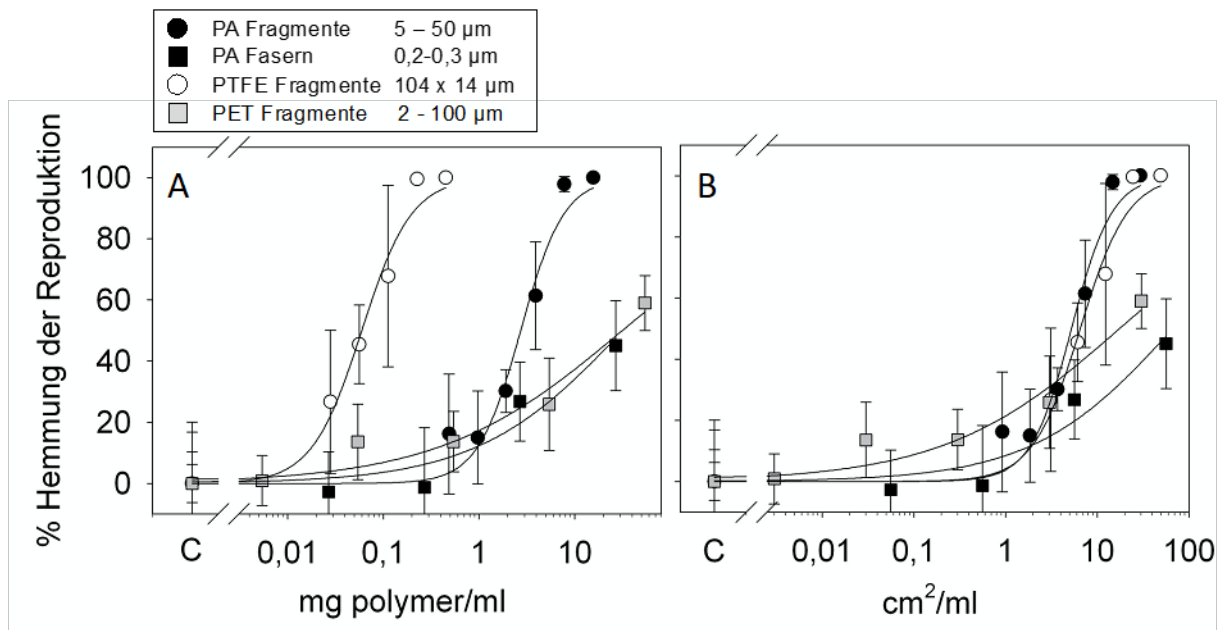 PA Fragmente 5 – 50 µm
PA Fasern 0,2-0,3 µm
PTFE Fragmente 104 x 14 µm
PET Fragmente 2 - 100 µm
% Hemmung der Reproduktion
100
80
60
40
20
0
A
B
C 0,01 0,1 1 10
C 0,01 0,1 1 10 100
mg polymer/ml
cm²/ml